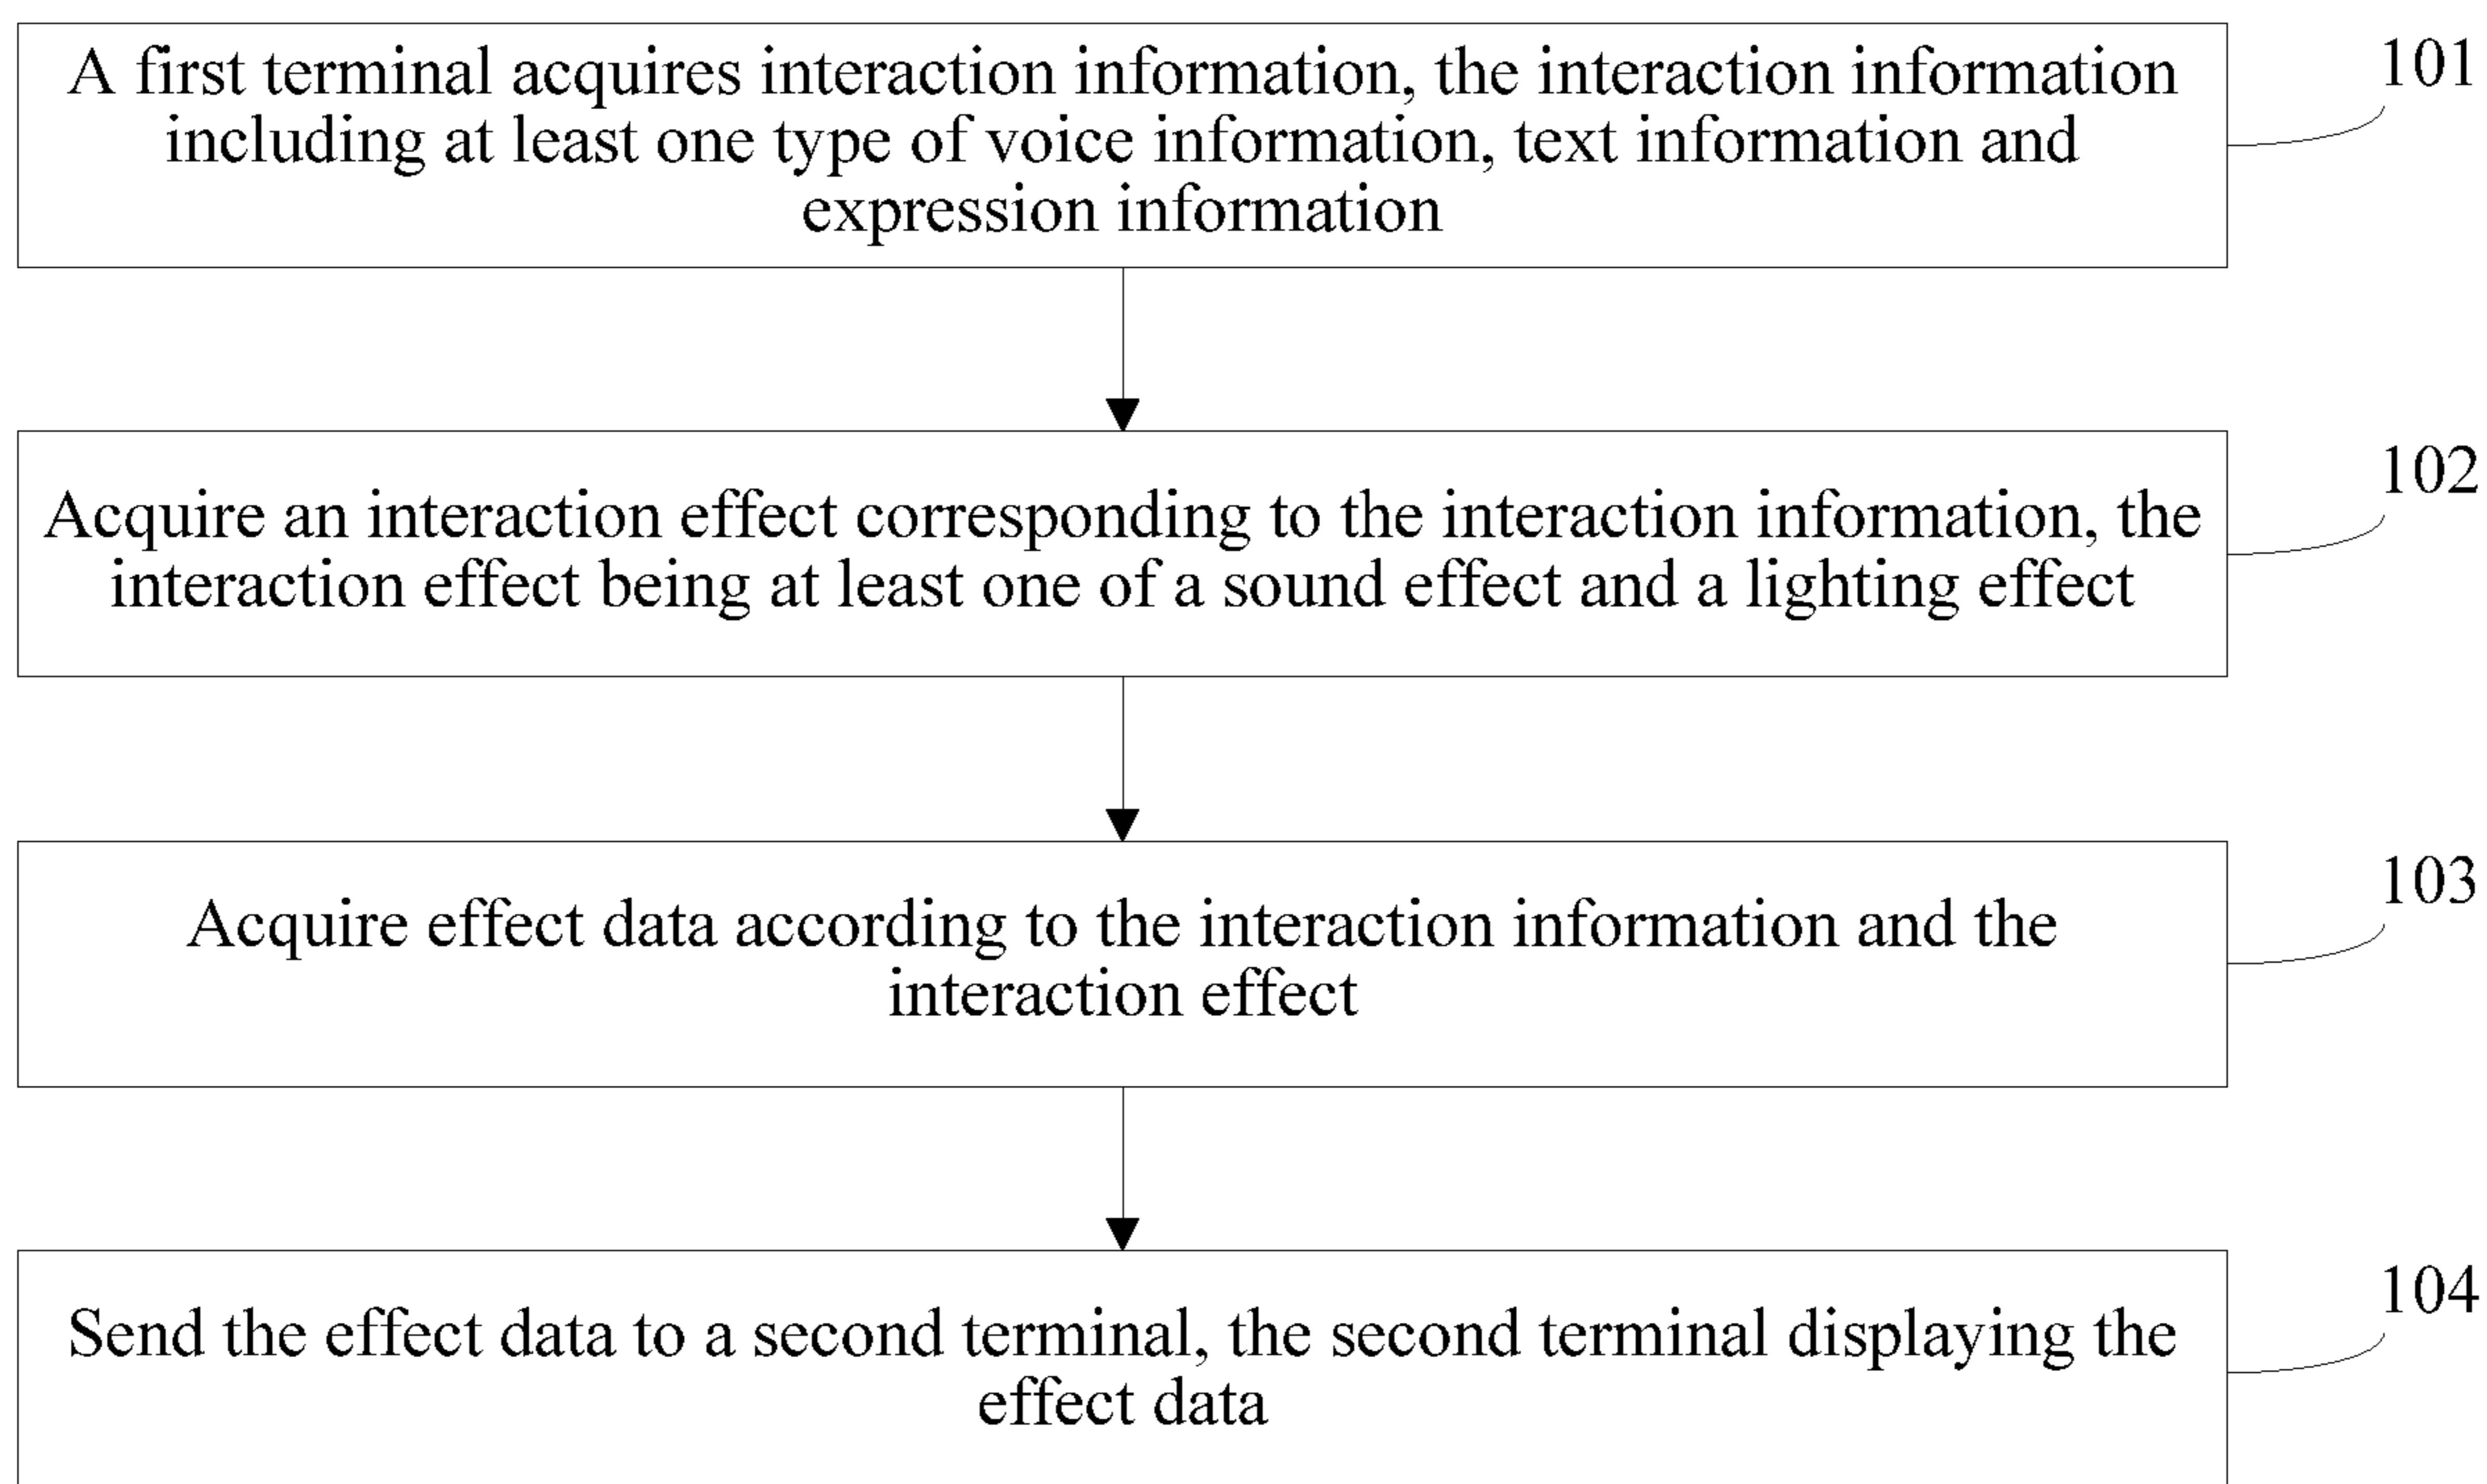 A first terminal acquires interaction information, the interaction information
including at least one type of voice information, text information and
expression information
101
Acquire an interaction effect corresponding to the interaction information, the
interaction effect being at least one of a sound effect and a lighting effect
102
Acquire effect data according to the interaction information and the
interaction effect
103
Send the effect data to a second terminal, the second terminal displaying the
effect data
104